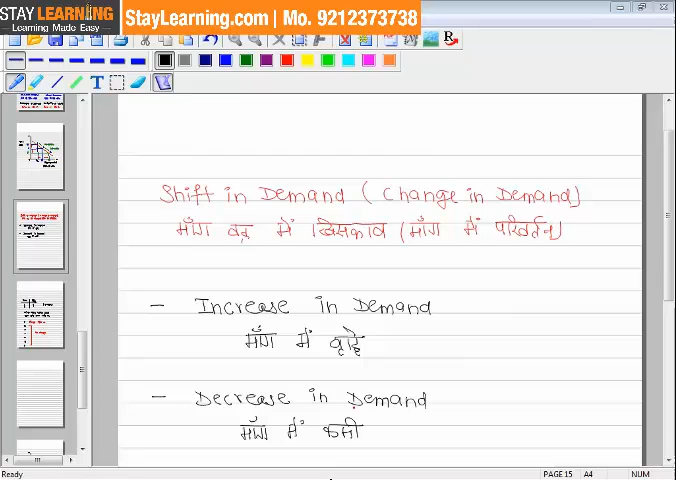 STAY LEARNING
Learning Made Easy
StayLearning.com | Mo. 9212373738
Shift in Demand ( Change in Demand)
माँग वक्र में खिसकाव (माँग में परिवर्तन)
- Increase in Demand
माँग में वृद्दि
- Decrease in Demand
माँग में कमी
Ready
PAGE 15 A4 NUM